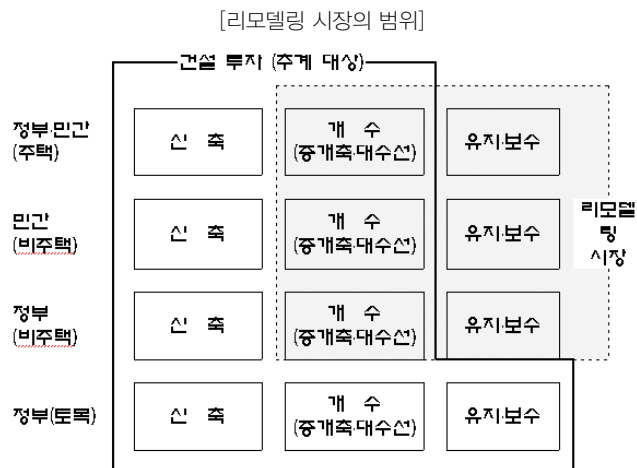 [리모델링 시장의 범위]
건설 투자 (추계 대상)
정부·민간
(주택)
신 축
개 수
(증개축·대수선)
유지·보수
민간
(비주택)
신 축
개 수
(증개축·대수선)
유지·보수
리모델
링
시장
정부
(비주택)
신 축
개 수
(증개축·대수선)
유지·보수
정부(토목)
신 축
개 수
(증개축·대수선)
유지·보수